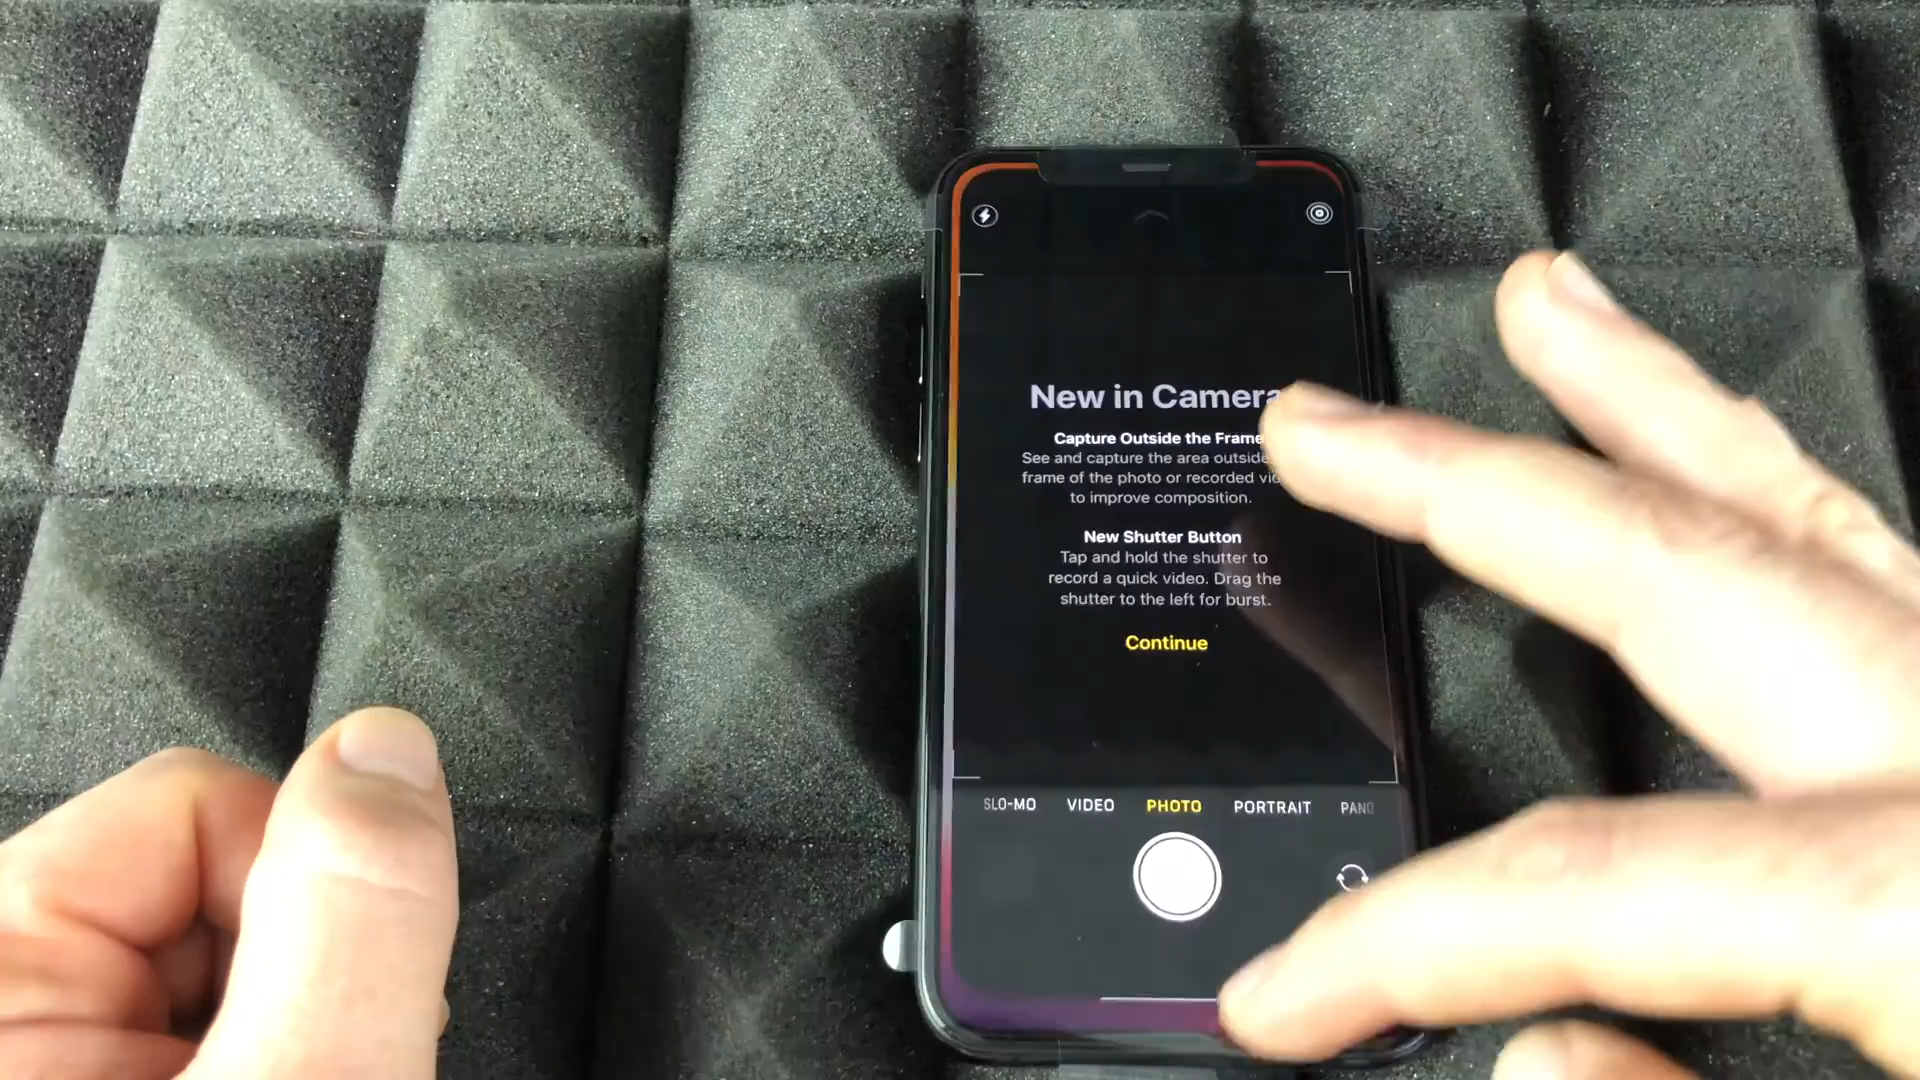 New in Camera
Capture Outside the Frame
See and capture the area outside
frame of the photo or recorded
to improve composition.
New Shutter Button
Tap and hold the shutter to
record a quick video. Drag the
shutter to the left for burst.
Continue
SLO-MO VIDEO PHOTO PORTRAIT PANO